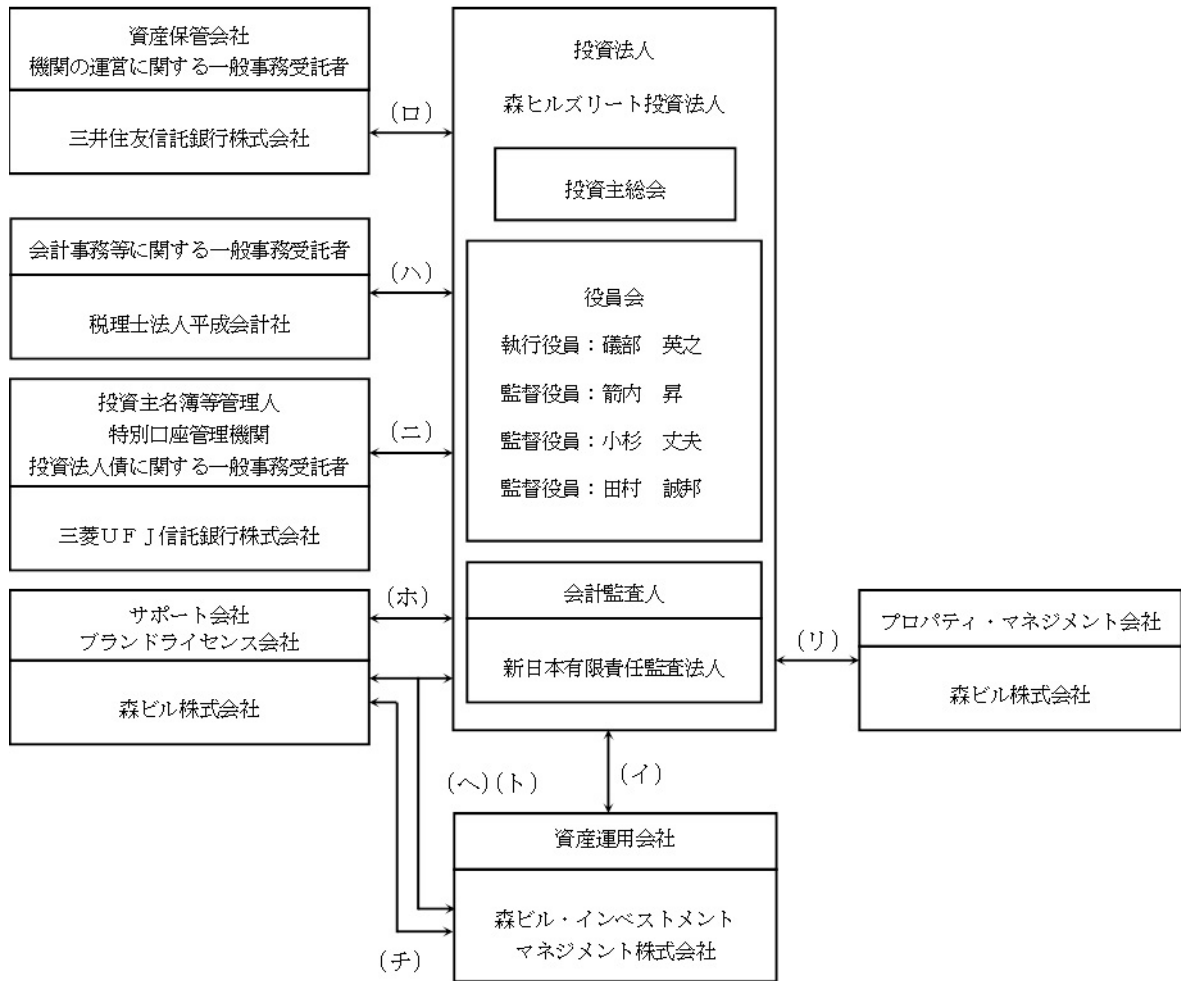 資産保管会社
機関の運営に関する一般事務受託者
三井住友信託銀行株式会社
(ロ)
会計事務等に関する一般事務受託者
税理士法人平成会計社
(ハ)
投資主名簿等管理人
特別口座管理機関
投資法人債に関する一般事務受託者
三菱UFJ信託銀行株式会社
(ニ)
サポート会社
ブランドライセンス会社
森ビル株式会社
(ホ)
投資法人
森ヒルズリート投資法人
投資主総会
役員会
執行役員:礒部 英之
監督役員:箭内 昇
監督役員:小杉 丈夫
監督役員:田村 誠邦
会計監査人
新日本有限責任監査法人
(リ)
プロパティ・マネジメント会社
森ビル株式会社
(ヘ)(ト)
(イ)
資産運用会社
森ビル・インベストメント
マネジメント株式会社
(チ)